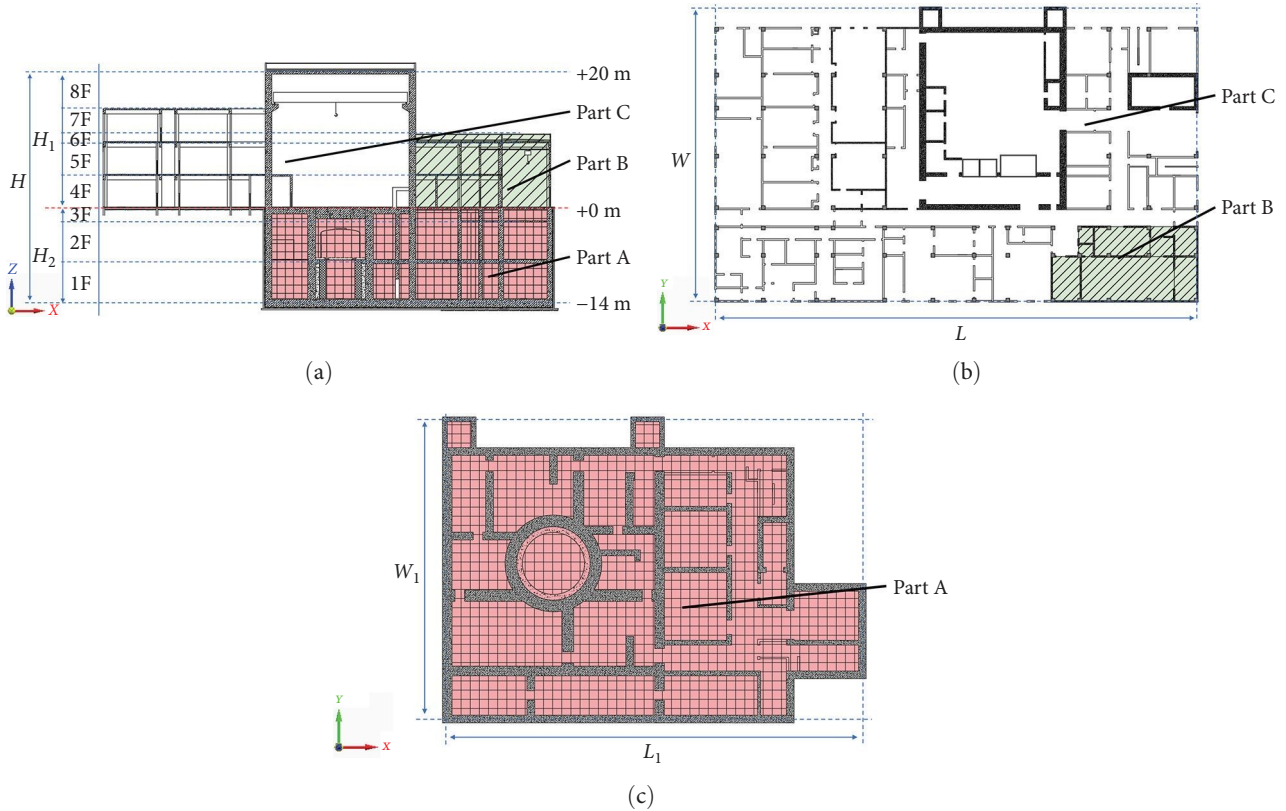 8F
7F
6F
5F
4F
3F
2F
1F
H
H1
H2
+20 m
Part C
Part B
+0 m
Part A
−14 m
Z
X
(a)
W
Part C
Part B
Y
X
L
(b)
W1
Part A
Y
X
L1
(c)